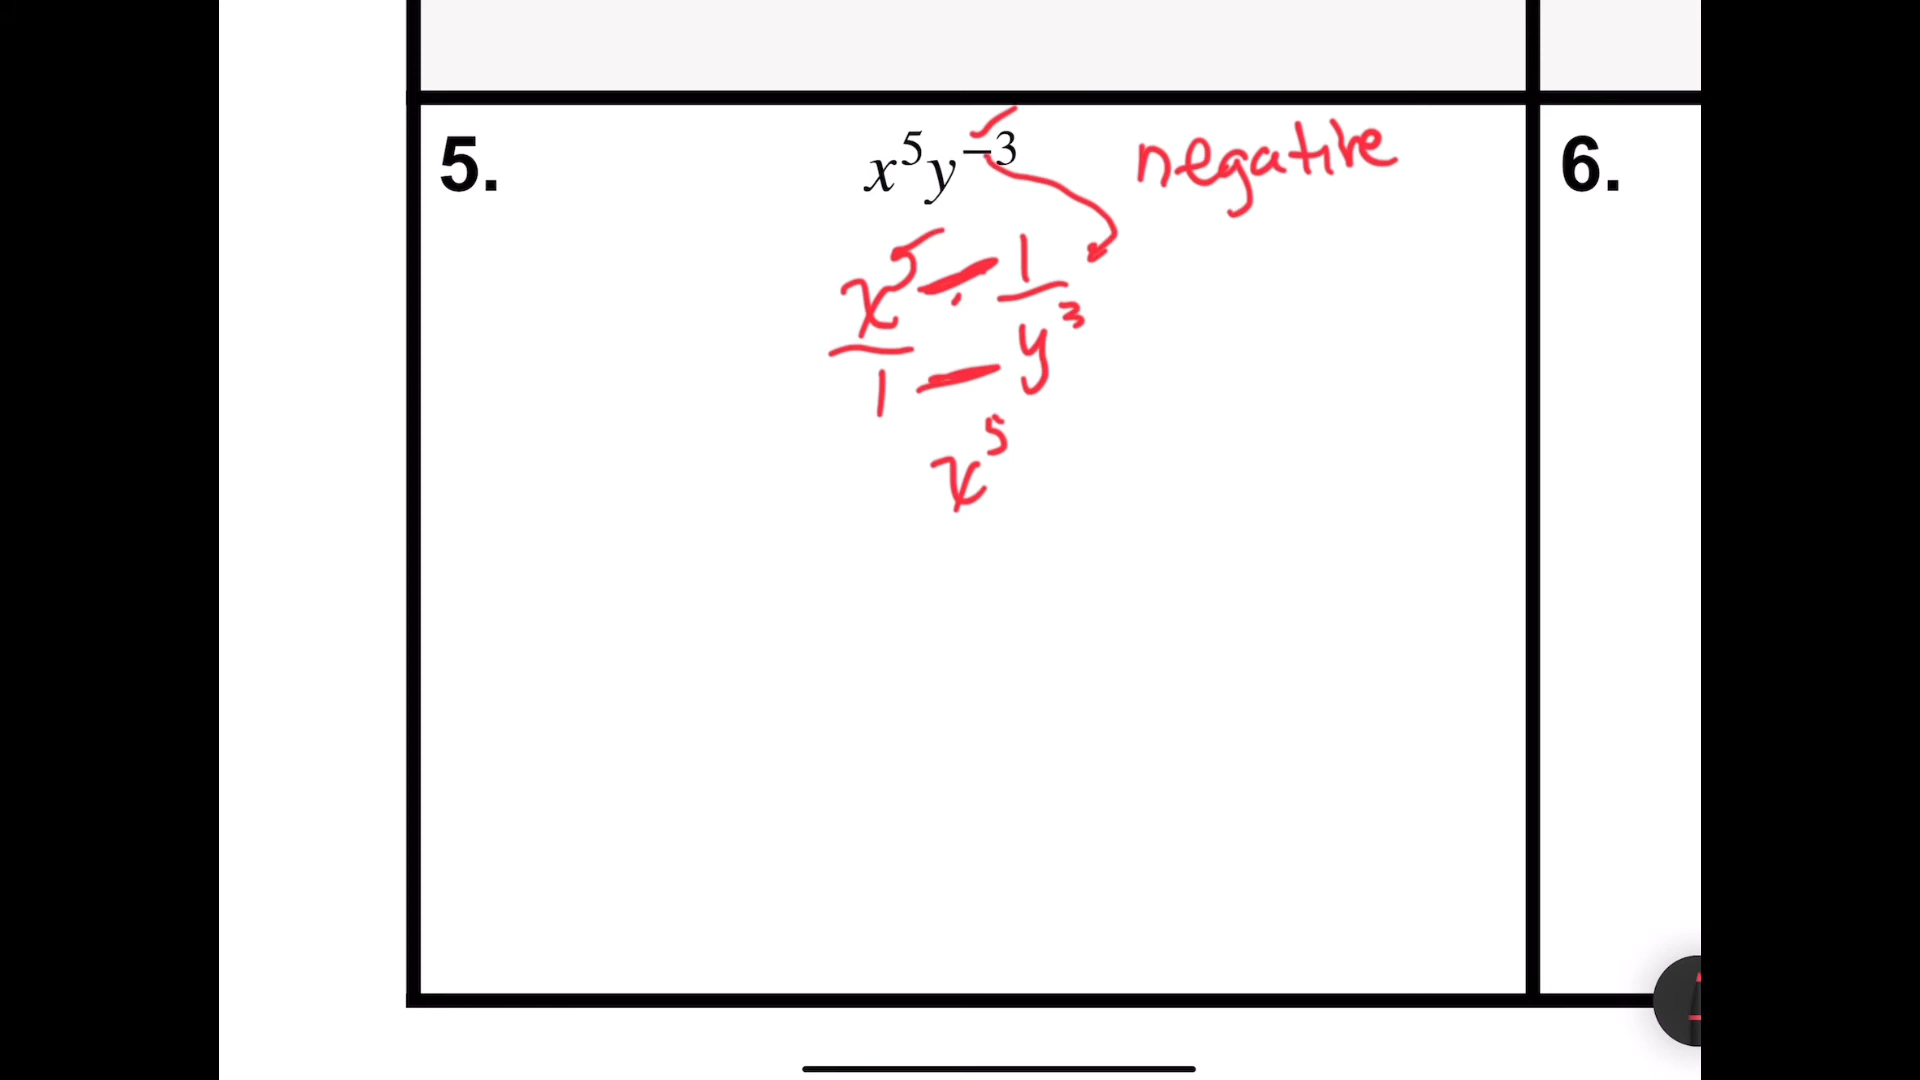 5.
x⁵y⁻³
negative
6.
x⁵/1 · 1/y³
x⁵